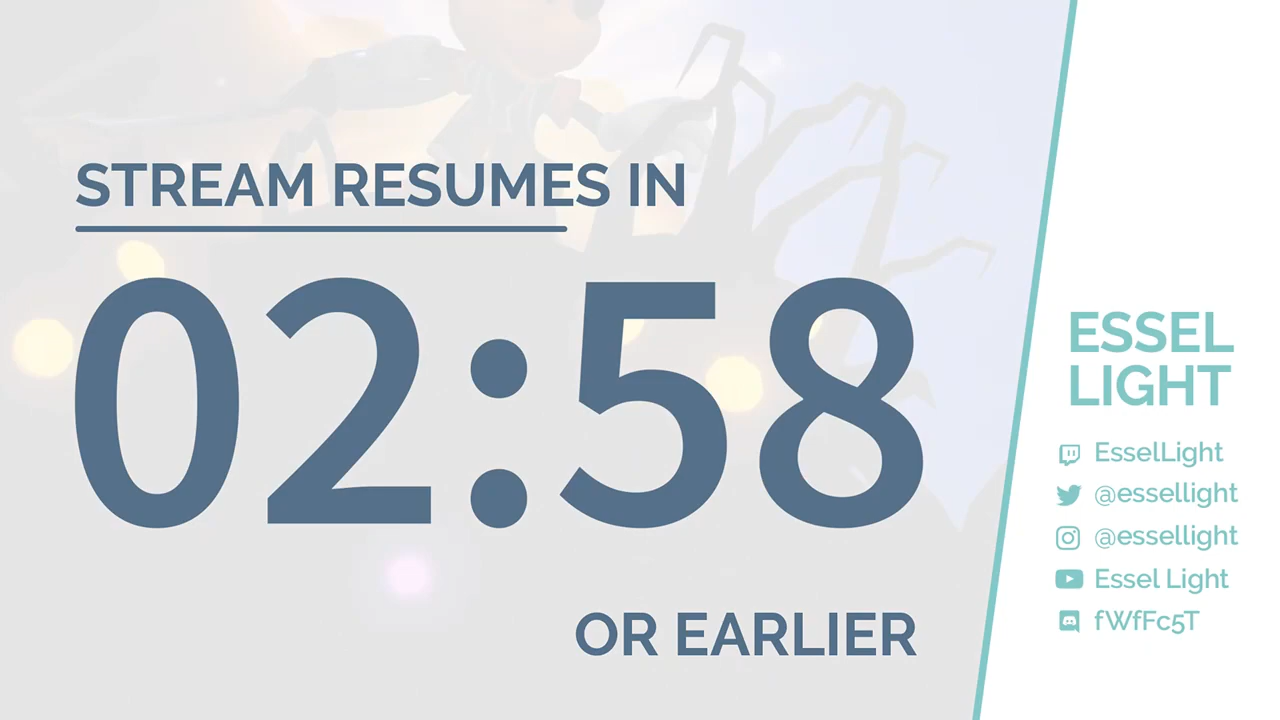 STREAM RESUMES IN
02:58
OR EARLIER
ESSEL
LIGHT
EsselLight
@essellight
@essellight
Essel Light
fWfFc5T